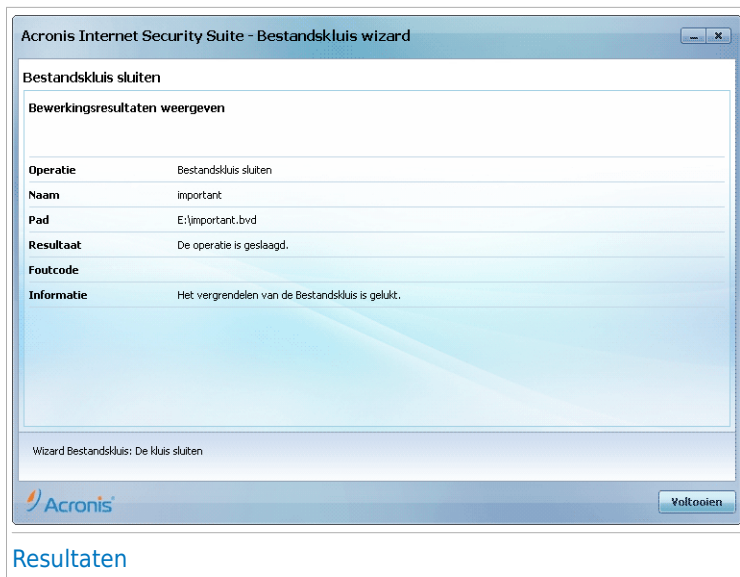 Acronis Internet Security Suite - Bestandskluis wizard
Bestandskluis sluiten
Bewerkingsresultaten weergeven
Operatie Bestandskluis sluiten
Naam important
Pad E:\important.bvd
Resultaat De operatie is geslaagd.
Foutcode
Informatie Het vergrendelen van de Bestandskluis is gelukt.
Wizard Bestandskluis: De kluis sluiten
Acronis
Voltooien
Resultaten